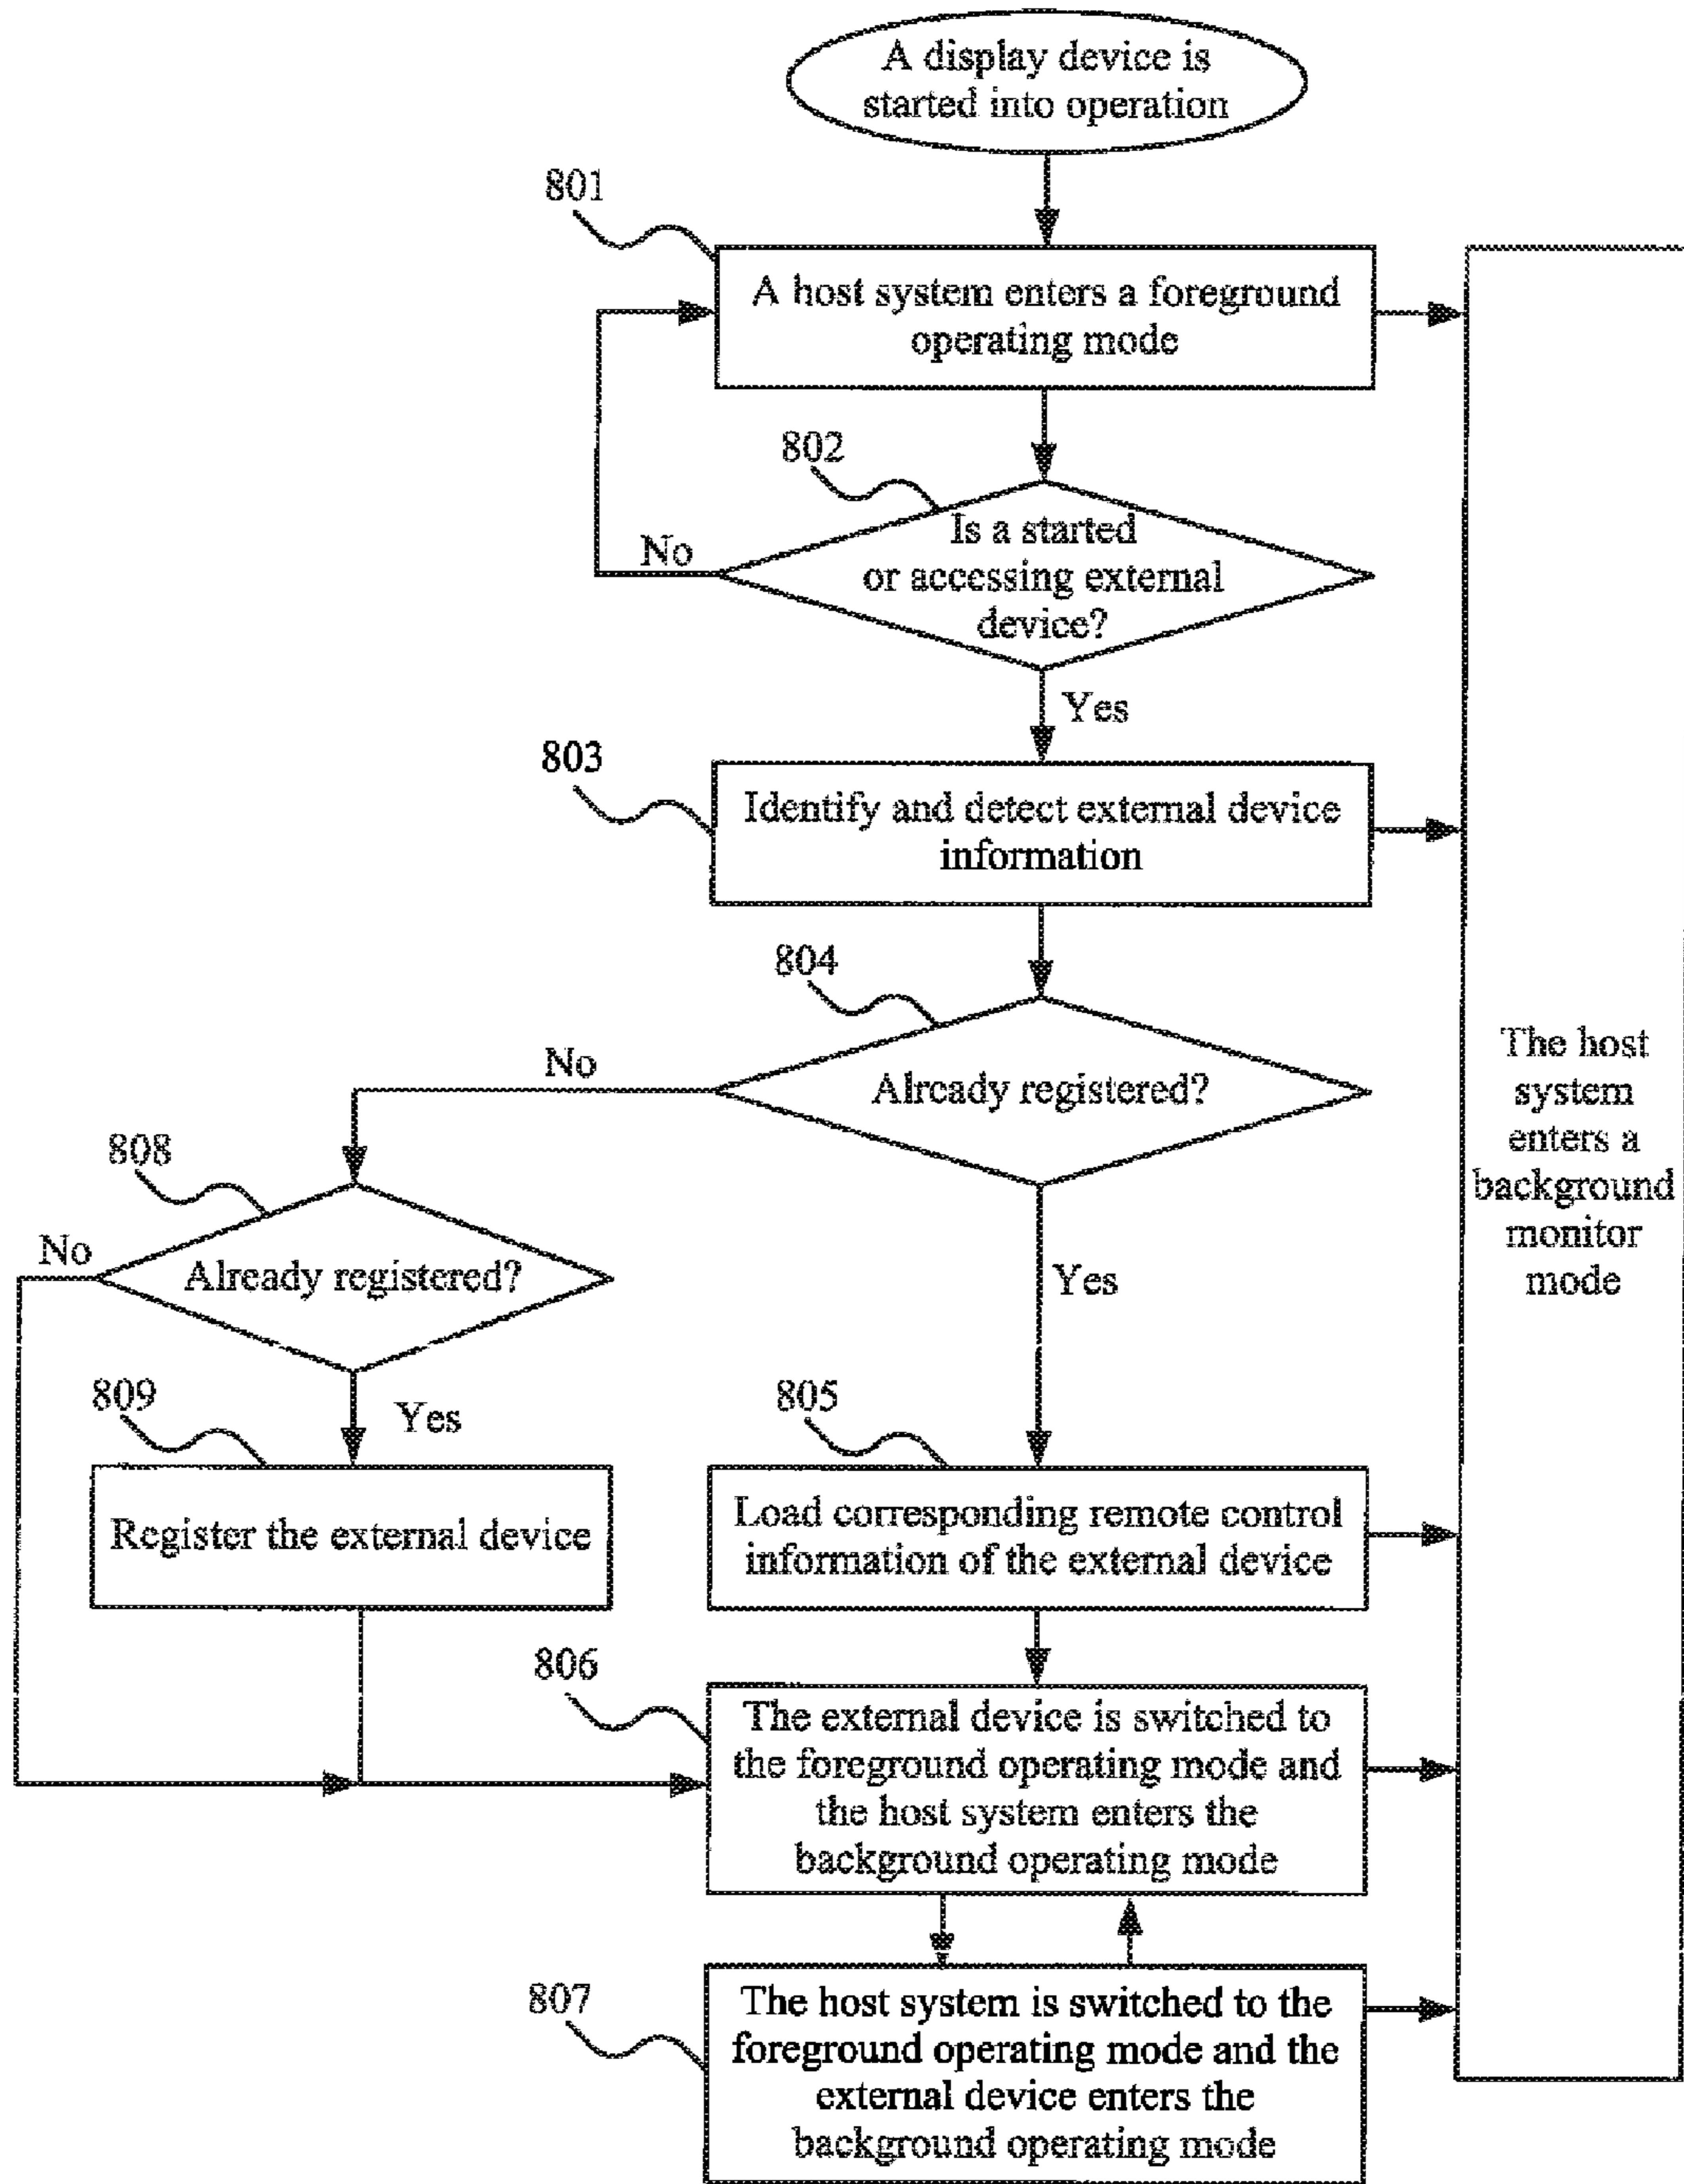 A display device is
started into operation
801
A host system enters a foreground
operating mode
802
Is a started
or accessing external
device?
No
Yes
803
Identify and detect external device
information
804
Already registered?
No
Yes
The host
system
enters a
background
monitor
mode
808
Already registered?
No
Yes
809
Register the external device
805
Load corresponding remote control
information of the external device
806
The external device is switched to
the foreground operating mode and
the host system enters the
background operating mode
807
The host system is switched to the
foreground operating mode and the
external device enters the
background operating mode